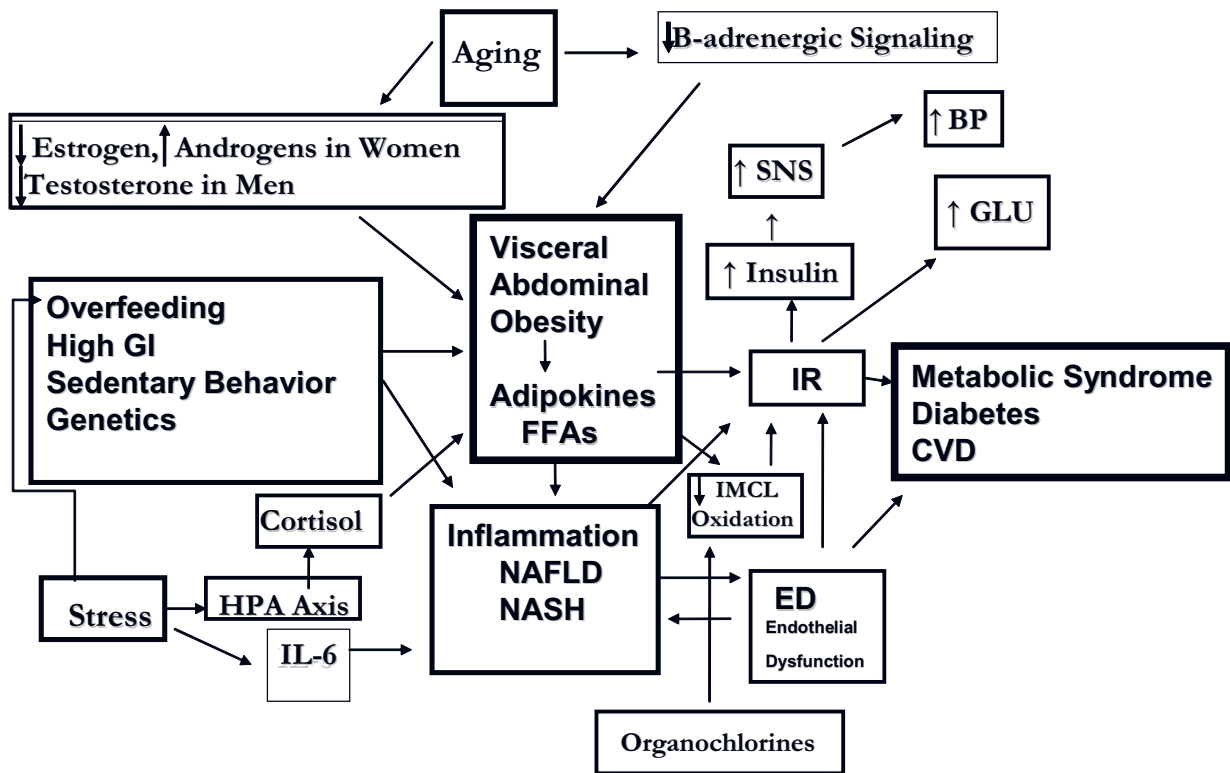 Aging
↓B-adrenergic Signaling
↓ Estrogen,↑ Androgens in Women
↓Testosterone in Men
↑ BP
↑ SNS
↑ GLU
↑ Insulin
Visceral
Abdominal
Obesity
Adipokines
FFAs
Overfeeding
High GI
Sedentary Behavior
Genetics
IR
Metabolic Syndrome
Diabetes
CVD
↓ IMCL
Oxidation
Cortisol
Inflammation
NAFLD
NASH
Stress
HPA Axis
IL-6
ED
Endothelial
Dysfunction
Organochlorines